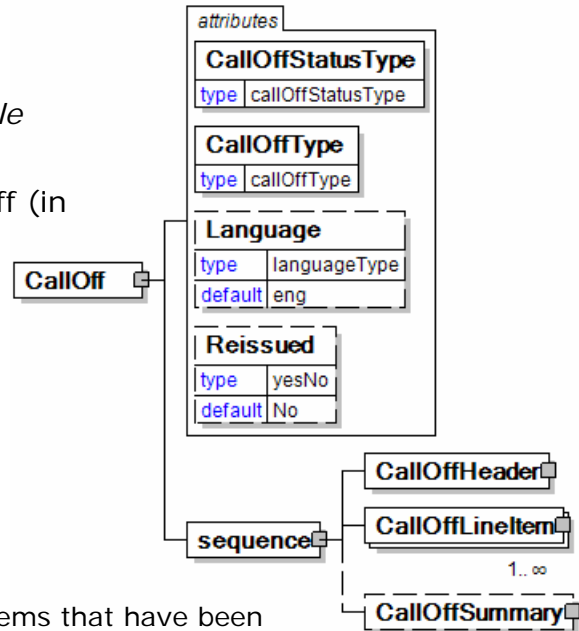 attributes
CallOffStatusType
type callOffStatusType
le
CallOffType
type callOffType
ff (in
Language
type languageType
default eng
CallOff
Reissued
type yesNo
default No
CallOffHeader
CallOffLineItem
sequence
1.. ∞
CallOffSummary
ems that have been